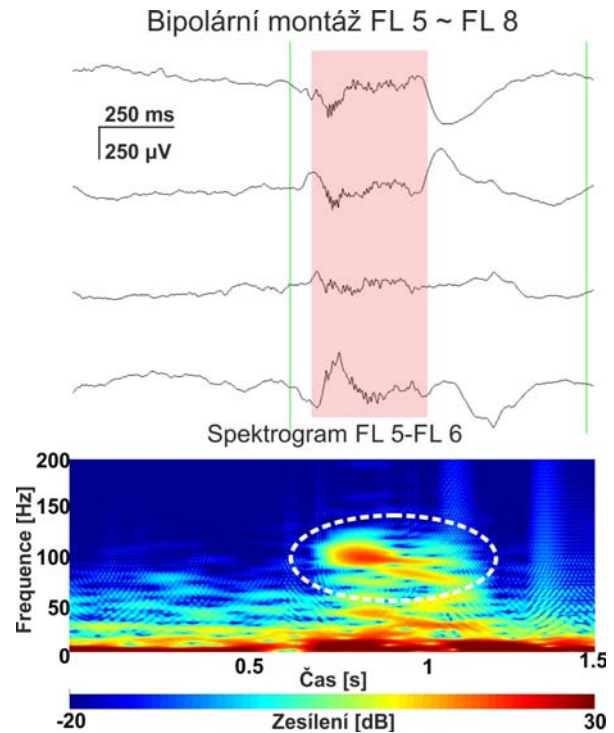 Bipolární montáž FL 5 ~ FL 8
250 ms
250 µV
Spektrogram FL 5-FL 6
200
150
100
50
0
Frequence [Hz]
0.5
1
1.5
Čas [s]
-20
30
Zesílení [dB]